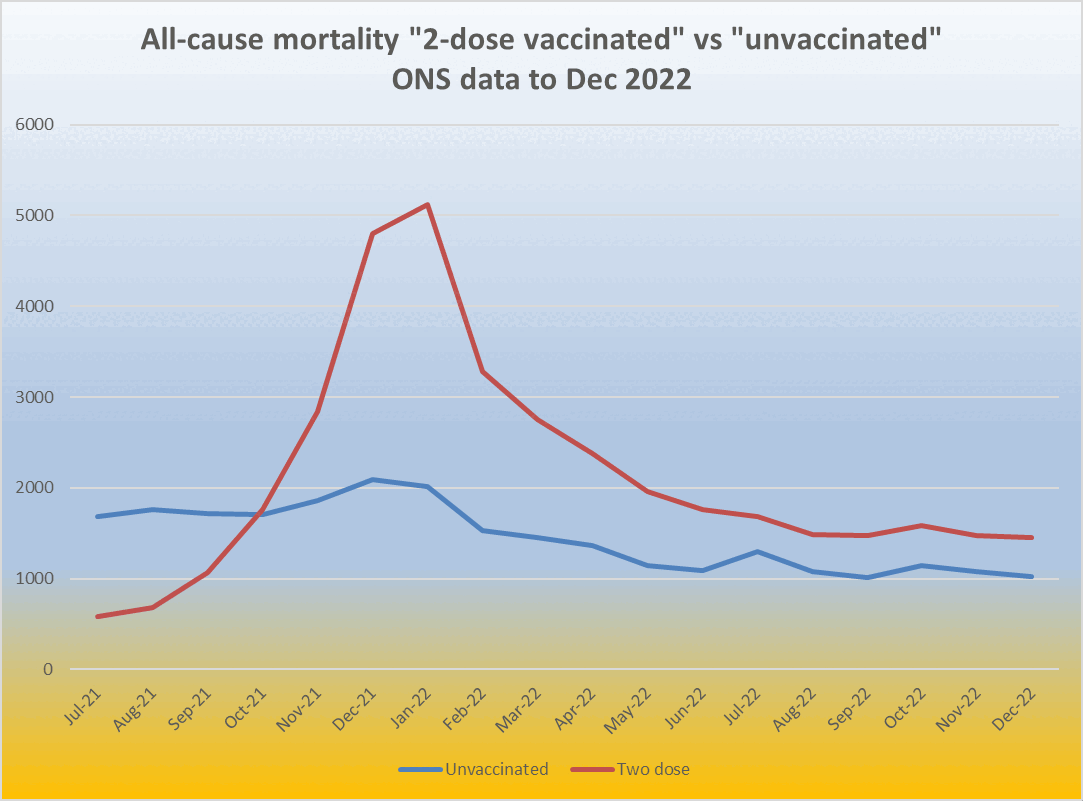 All-cause mortality "2-dose vaccinated" vs "unvaccinated"
ONS data to Dec 2022
6000
5000
4000
3000
2000
1000
0
Jul-21
Aug-21
Sep-21
Oct-21
Nov-21
Dec-21
Jan-22
Feb-22
Mar-22
Apr-22
May-22
Jun-22
Jul-22
Aug-22
Sep-22
Oct-22
Nov-22
Dec-22
Unvaccinated
Two dose